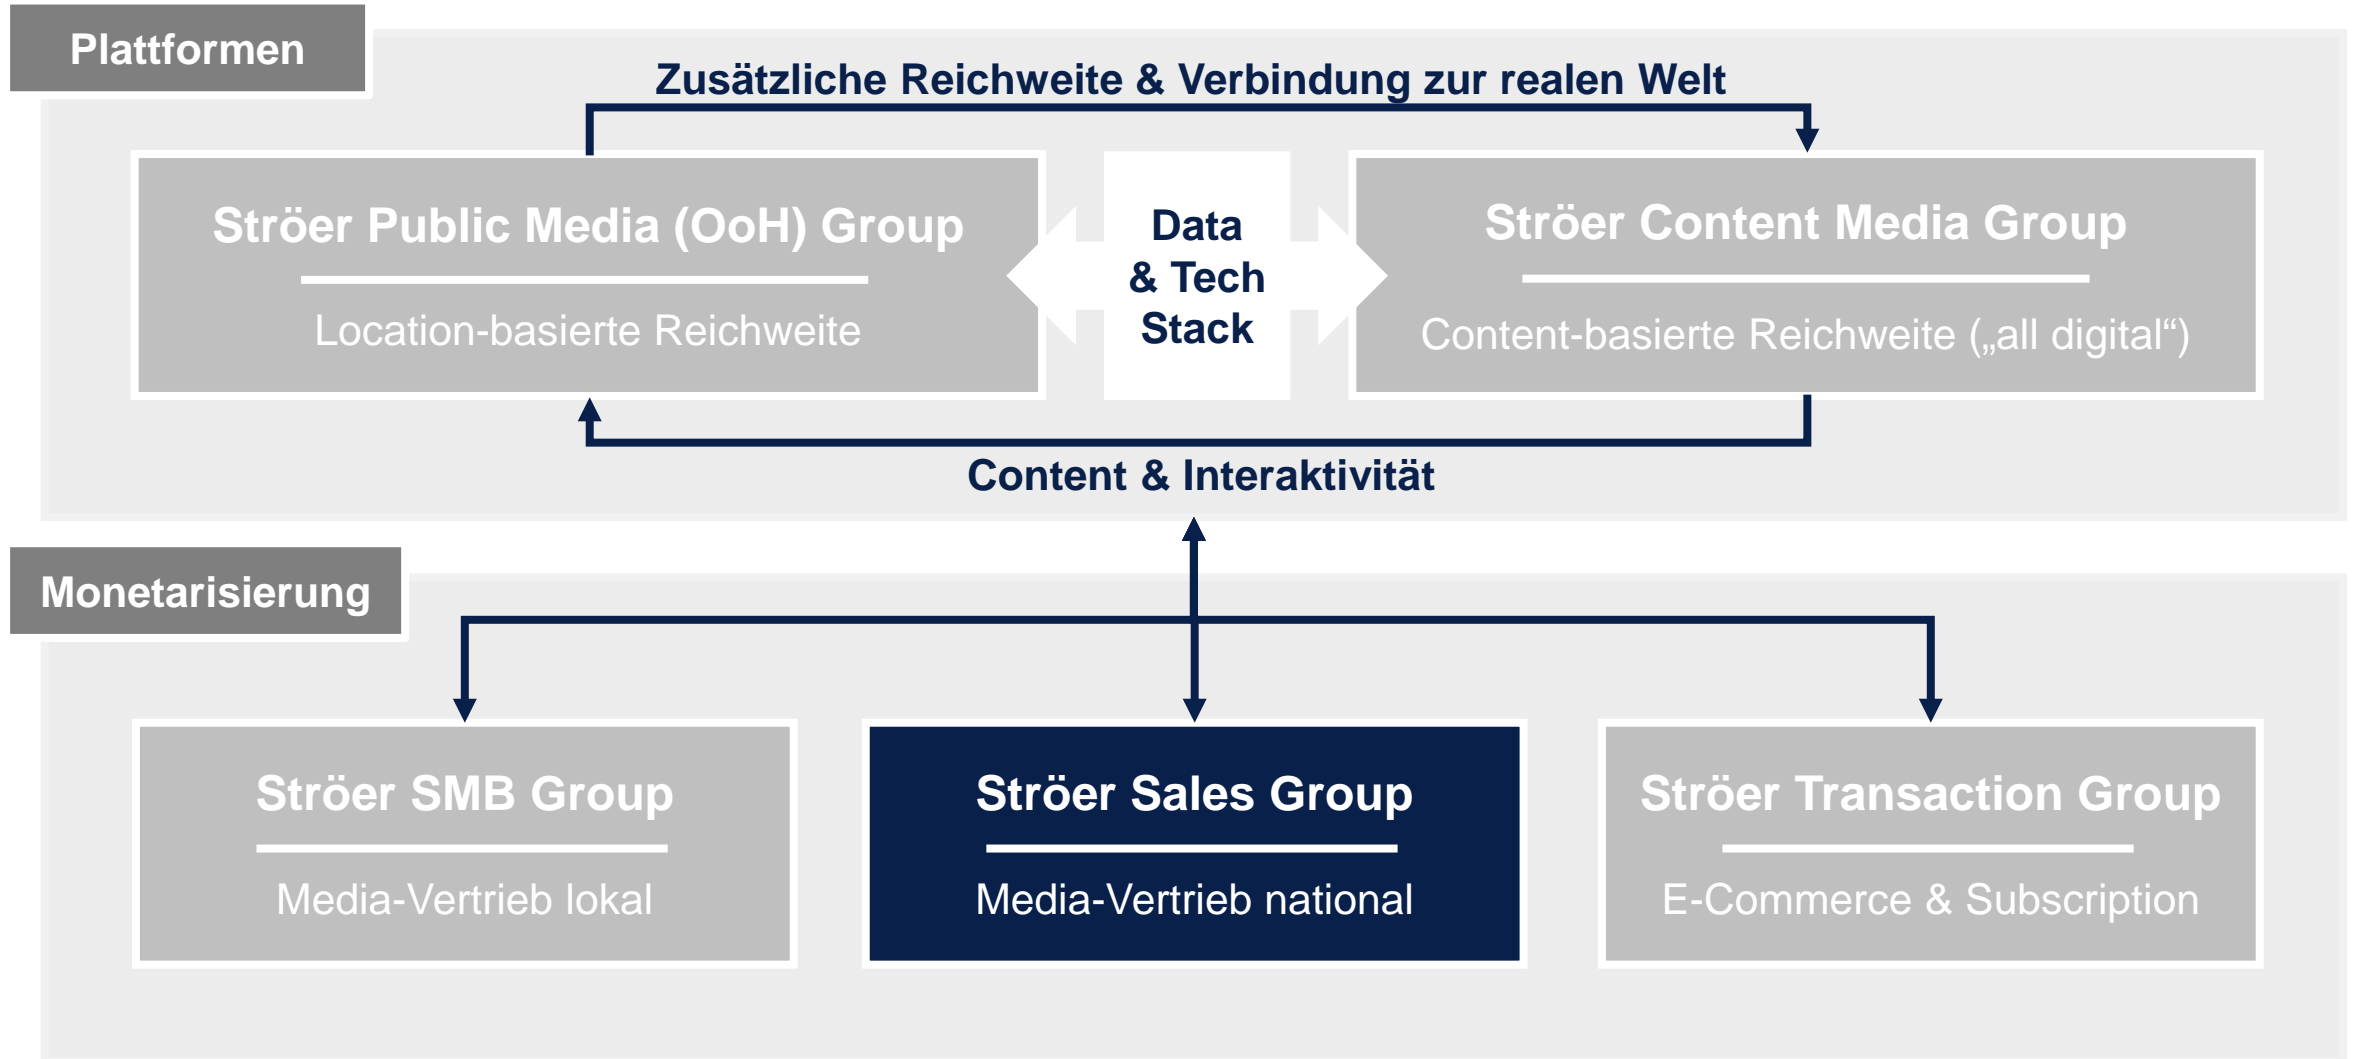 Plattformen
Zusätzliche Reichweite & Verbindung zur realen Welt
Ströer Public Media (OoH) Group
Location-basierte Reichweite
Data
& Tech
Stack
Ströer Content Media Group
Content-basierte Reichweite („all digital“)
Content & Interaktivität
Monetarisierung
Ströer SMB Group
Media-Vertrieb lokal
Ströer Sales Group
Media-Vertrieb national
Ströer Transaction Group
E-Commerce & Subscription